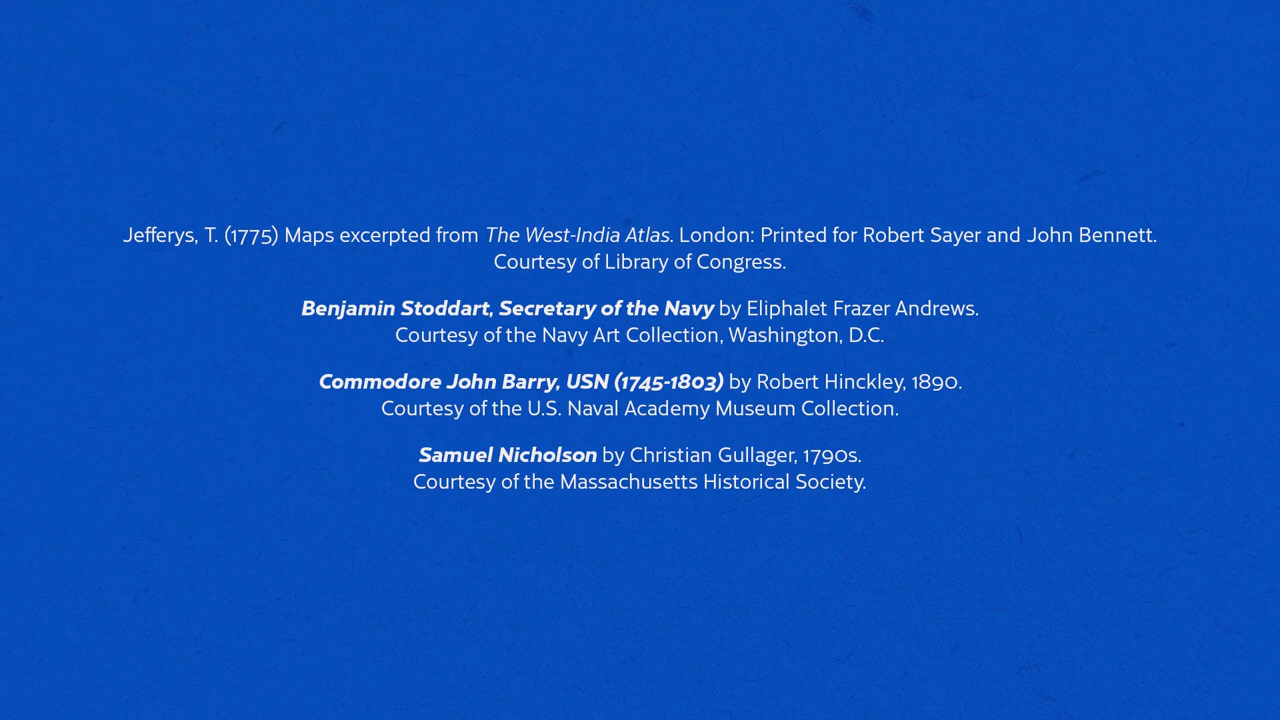 Jefferys, T. (1775) Maps excerpted from The West-India Atlas. London: Printed for Robert Sayer and John Bennett.
Courtesy of Library of Congress.
Benjamin Stoddart, Secretary of the Navy by Eliphalet Frazer Andrews.
Courtesy of the Navy Art Collection, Washington, D.C.
Commodore John Barry, USN (1745-1803) by Robert Hinckley, 1890.
Courtesy of the U.S. Naval Academy Museum Collection.
Samuel Nicholson by Christian Gullager, 1790s.
Courtesy of the Massachusetts Historical Society.